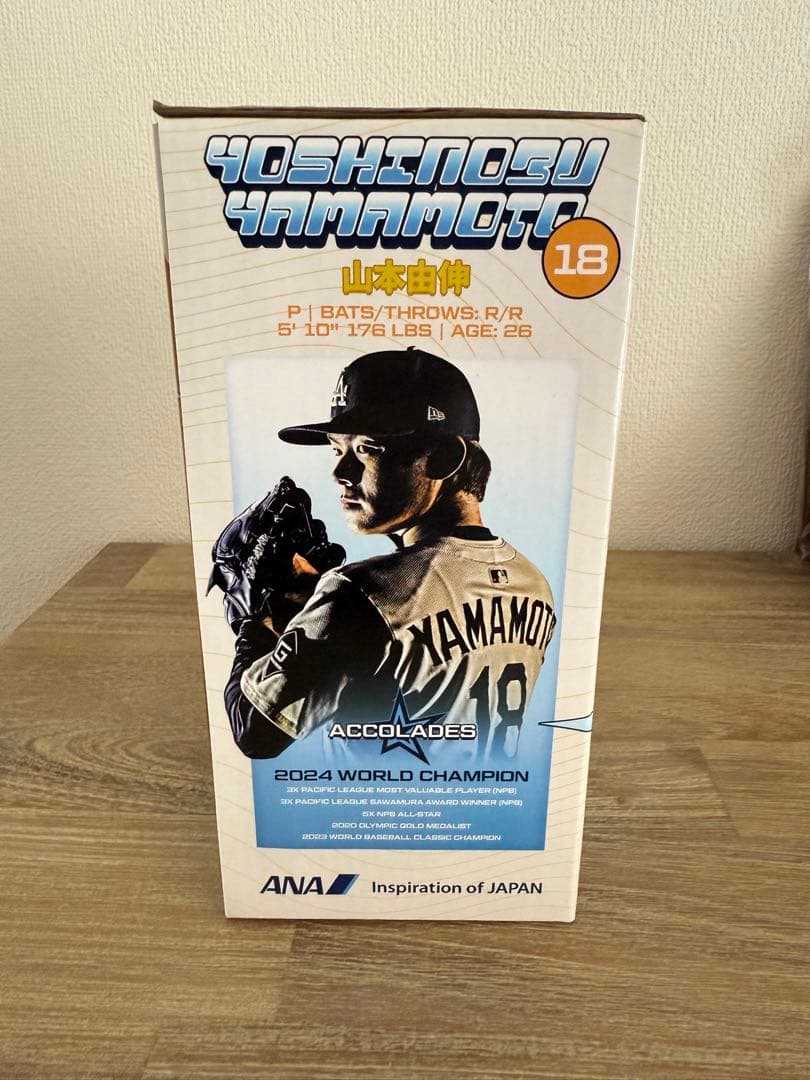 YOSHINOBU
YAMAMOTO
18
山本由伸
P | BATS/THROWS: R/R
5' 10" 176 LBS | AGE: 26
LA
YAMAMOTO
18
ACCOLADES
2024 WORLD CHAMPION
3X PACIFIC LEAGUE MOST VALUABLE PLAYER (NPB)
3X PACIFIC LEAGUE SAWAMURA AWARD WINNER (NPB)
5X NPB ALL-STAR
2020 OLYMPIC GOLD MEDALIST
2023 WORLD BASEBALL CLASSIC CHAMPION
ANA Inspiration of JAPAN